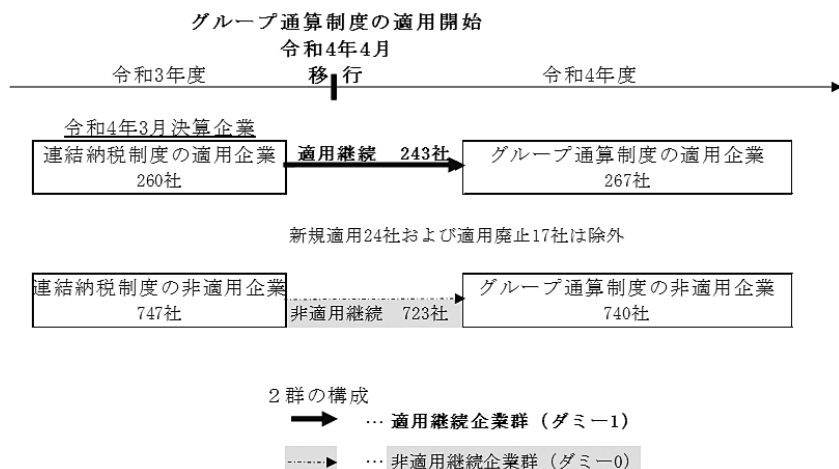 グループ通算制度の適用開始
令和4年4月
令和3年度 移 行 令和4年度
令和4年3月決算企業
連結納税制度の適用企業 適用継続 243社 グループ通算制度の適用企業
260社 267社
新規適用24社および適用廃止17社は除外
連結納税制度の非適用企業 グループ通算制度の非適用企業
747社 非適用継続 723社 740社
2群の構成
… 適用継続企業群(ダミー1)
… 非適用継続企業群(ダミー0)